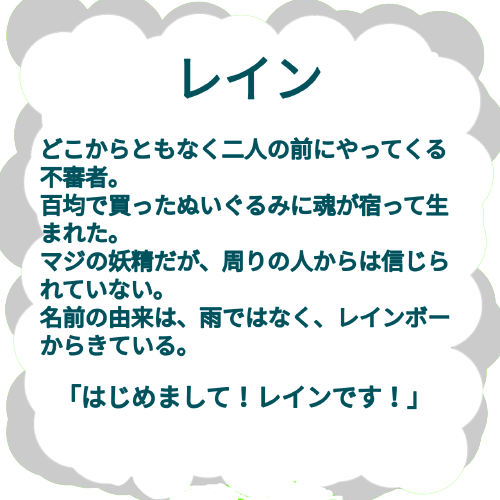 レイン
どこからともなく二人の前にやってくる
不審者。
百均で買ったぬいぐるみに魂が宿って生
まれた。
マジの妖精だが、周りの人からは信じら
れていない。
名前の由来は、雨ではなく、レインボー
からきている。
「はじめまして！レインです！」